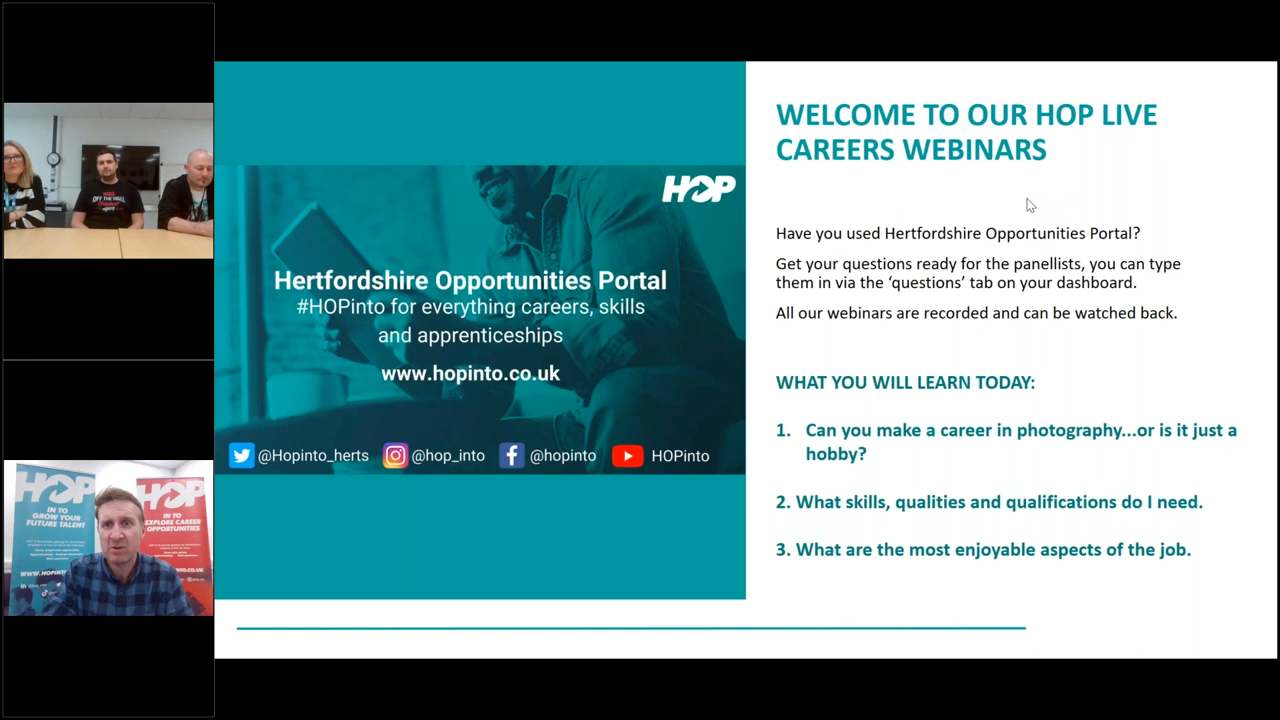 OFF THE WALL
HOP
IN TO
GROW YOUR
FUTURE TALENT
HOP
IN TO
EXPLORE CAREER
OPPORTUNITIES
HOP
Hertfordshire Opportunities Portal
#HOPinto for everything careers, skills
and apprenticeships
www.hopinto.co.uk
@Hopinto_herts
@hop_into
@hopinto
HOPinto
WELCOME TO OUR HOP LIVE
CAREERS WEBINARS
Have you used Hertfordshire Opportunities Portal?
Get your questions ready for the panellists, you can type
them in via the ‘questions’ tab on your dashboard.
All our webinars are recorded and can be watched back.
WHAT YOU WILL LEARN TODAY:
1. Can you make a career in photography...or is it just a
hobby?
2. What skills, qualities and qualifications do I need.
3. What are the most enjoyable aspects of the job.